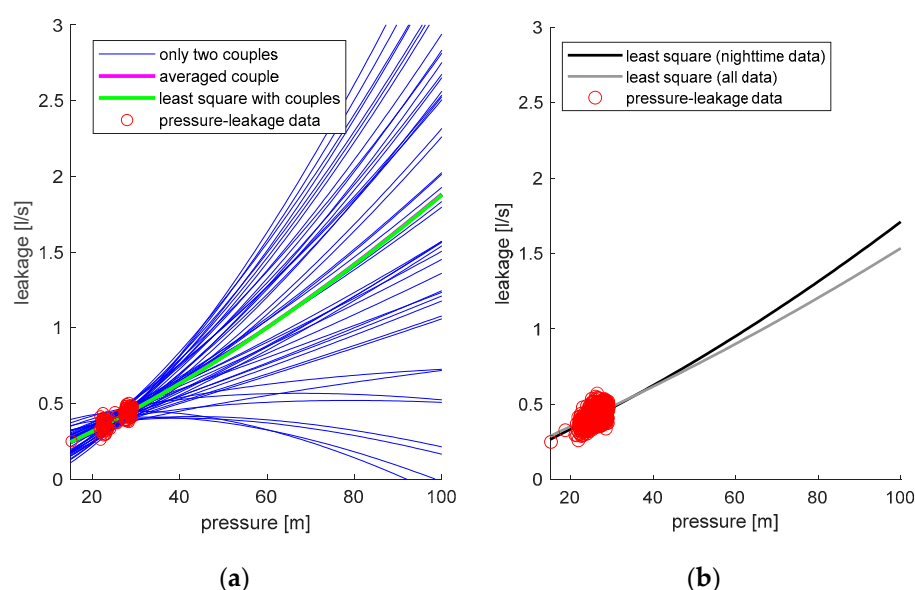 3
2.5
2
1.5
1
0.5
0
20
40
60
80
100
leakage [l/s]
pressure [m]
only two couples
averaged couple
least square with couples
pressure-leakage data
(a)
3
2.5
2
1.5
1
0.5
0
20
40
60
80
100
leakage [l/s]
pressure [m]
least square (nighttime data)
least square (all data)
pressure-leakage data
(b)